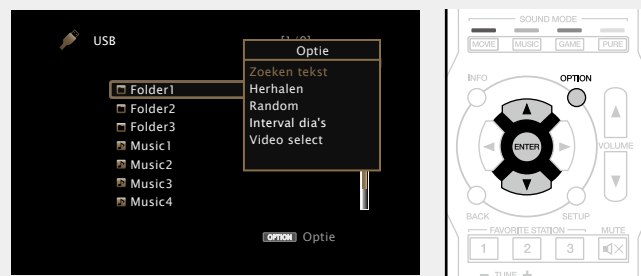 USB
[1/9]
Optie
Zoeken tekst
Herhalen
Random
Interval dia's
Video select
Folder1
Folder2
Folder3
Music1
Music2
Music3
Music4
OPTION Optie
SOUND MODE
MOVIE MUSIC GAME PURE
INFO OPTION
ENTER
VOLUME
BACK SETUP
FAVORITE STATION MUTE
1 2 3
− TUNE +